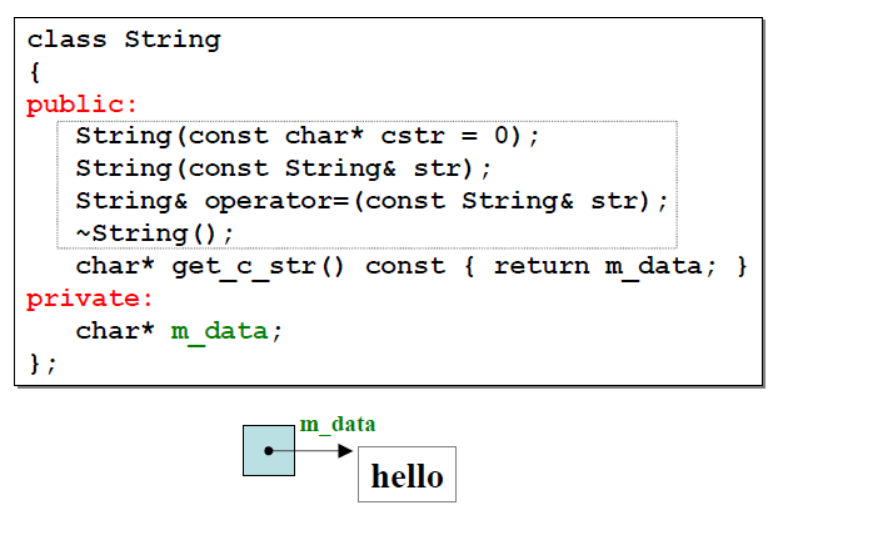 class String
{
public:
String(const char* cstr = 0);
String(const String& str);
String& operator=(const String& str);
~String();
char* get_c_str() const { return m_data; }
private:
char* m_data;
};
m_data
hello